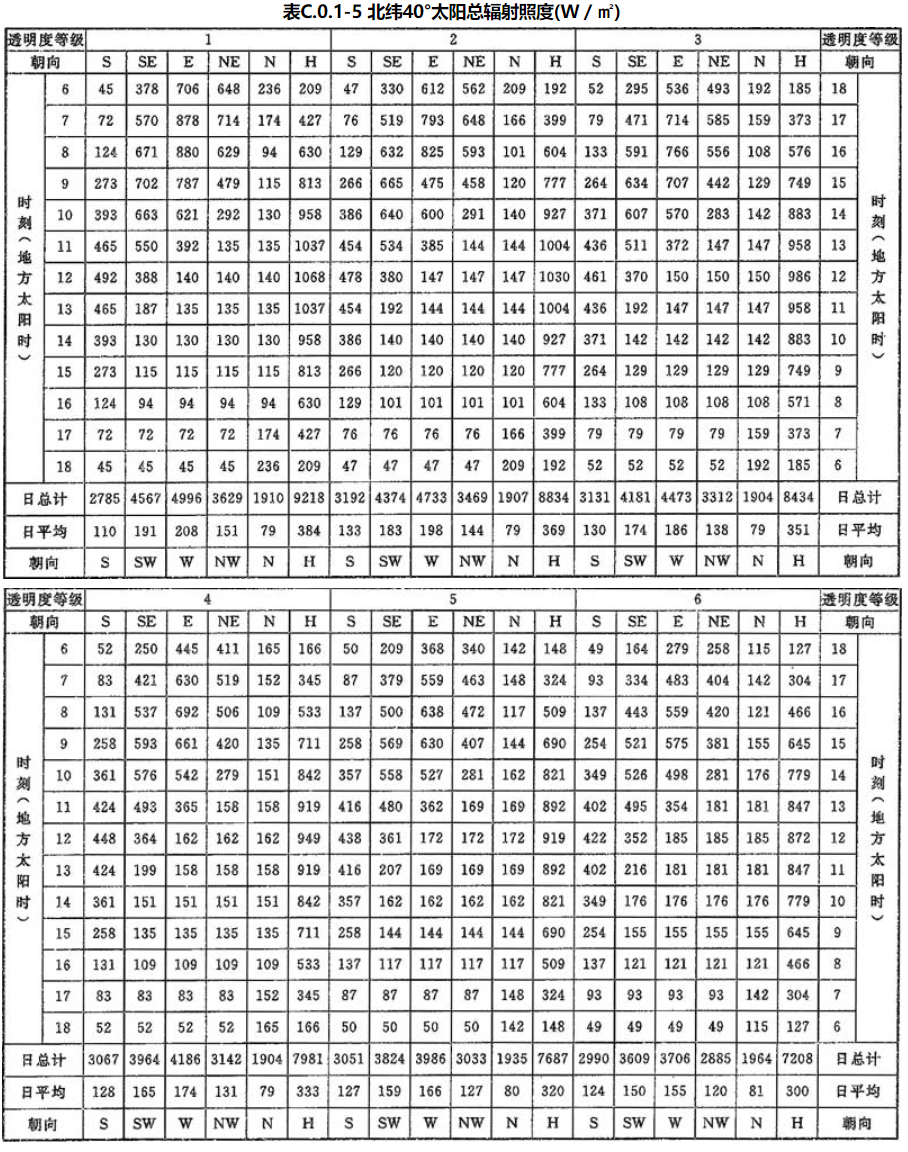 表C.0.1-5 北纬40°太阳总辐射照度(W / ㎡)
透明度等级 1 2 3 透明度等级
朝向 S SE E NE N H S SE E NE N H S SE E NE N H 朝向
时刻(地方太阳时) 时刻(地方太阳时)
6 45 378 706 648 236 209 47 330 612 562 209 192 52 295 536 493 192 185 18
7 72 570 878 714 174 427 76 519 793 648 166 399 79 471 714 585 159 373 17
8 124 671 880 629 94 630 129 632 825 593 101 604 133 591 766 556 108 576 16
9 273 702 787 479 115 813 266 665 475 458 120 777 264 634 707 442 129 749 15
10 393 663 621 292 130 958 386 640 600 291 140 927 371 607 570 283 142 883 14
11 465 550 392 135 135 1037 454 534 385 144 144 1004 436 511 372 147 147 958 13
12 492 388 140 140 140 1068 478 380 147 147 147 1030 461 370 150 150 150 986 12
13 465 187 135 135 135 1037 454 192 144 144 144 1004 436 192 147 147 147 958 11
14 393 130 130 130 130 958 386 140 140 140 140 927 371 142 142 142 142 883 10
15 273 115 115 115 115 813 266 120 120 120 120 777 264 129 129 129 129 749 9
16 124 94 94 94 94 630 129 101 101 101 101 604 133 108 108 108 108 571 8
17 72 72 72 72 174 427 76 76 76 76 166 399 79 79 79 79 159 373 7
18 45 45 45 45 236 209 47 47 47 47 209 192 52 52 52 52 192 185 6
日总计 2785 4567 4996 3629 1910 9218 3192 4374 4733 3469 1907 8834 3131 4181 4473 3312 1904 8434 日总计
日平均 110 191 208 151 79 384 133 183 198 144 79 369 130 174 186 138 79 351 日平均
朝向 S SW W NW N H S SW W NW N H S SW W NW N H 朝向
透明度等级 4 5 6 透明度等级
朝向 S SE E NE N H S SE E NE N H S SE E NE N H 朝向
时刻(地方太阳时) 时刻(地方太阳时)
6 52 250 445 411 165 166 50 209 368 340 142 148 49 164 279 258 115 127 18
7 83 421 630 519 152 345 87 379 559 463 148 324 93 334 483 404 142 304 17
8 131 537 692 506 109 533 137 500 638 472 117 509 137 443 559 420 121 466 16
9 258 593 661 420 135 711 258 569 630 407 144 690 254 521 575 381 155 645 15
10 361 576 542 279 151 842 357 558 527 281 162 821 349 526 498 281 176 779 14
11 424 493 365 158 158 919 416 480 362 169 169 892 402 495 354 181 181 847 13
12 448 364 162 162 162 949 438 361 172 172 172 919 422 352 185 185 185 872 12
13 424 199 158 158 158 919 416 207 169 169 169 892 402 216 181 181 181 847 11
14 361 151 151 151 151 842 357 162 162 162 162 821 349 176 176 176 176 779 10
15 258 135 135 135 135 711 258 144 144 144 144 690 254 155 155 155 155 645 9
16 131 109 109 109 109 533 137 117 117 117 117 509 137 121 121 121 121 466 8
17 83 83 83 83 152 345 87 87 87 87 148 324 93 93 93 93 142 304 7
18 52 52 52 52 165 166 50 50 50 50 142 148 49 49 49 49 115 127 6
日总计 3067 3964 4186 3142 1904 7981 3051 3824 3986 3033 1935 7687 2990 3609 3706 2885 1964 7208 日总计
日平均 128 165 174 131 79 333 127 159 166 127 80 320 124 150 155 120 81 300 日平均
朝向 S SW W NW N H S SW W NW N H S SW W NW N H 朝向